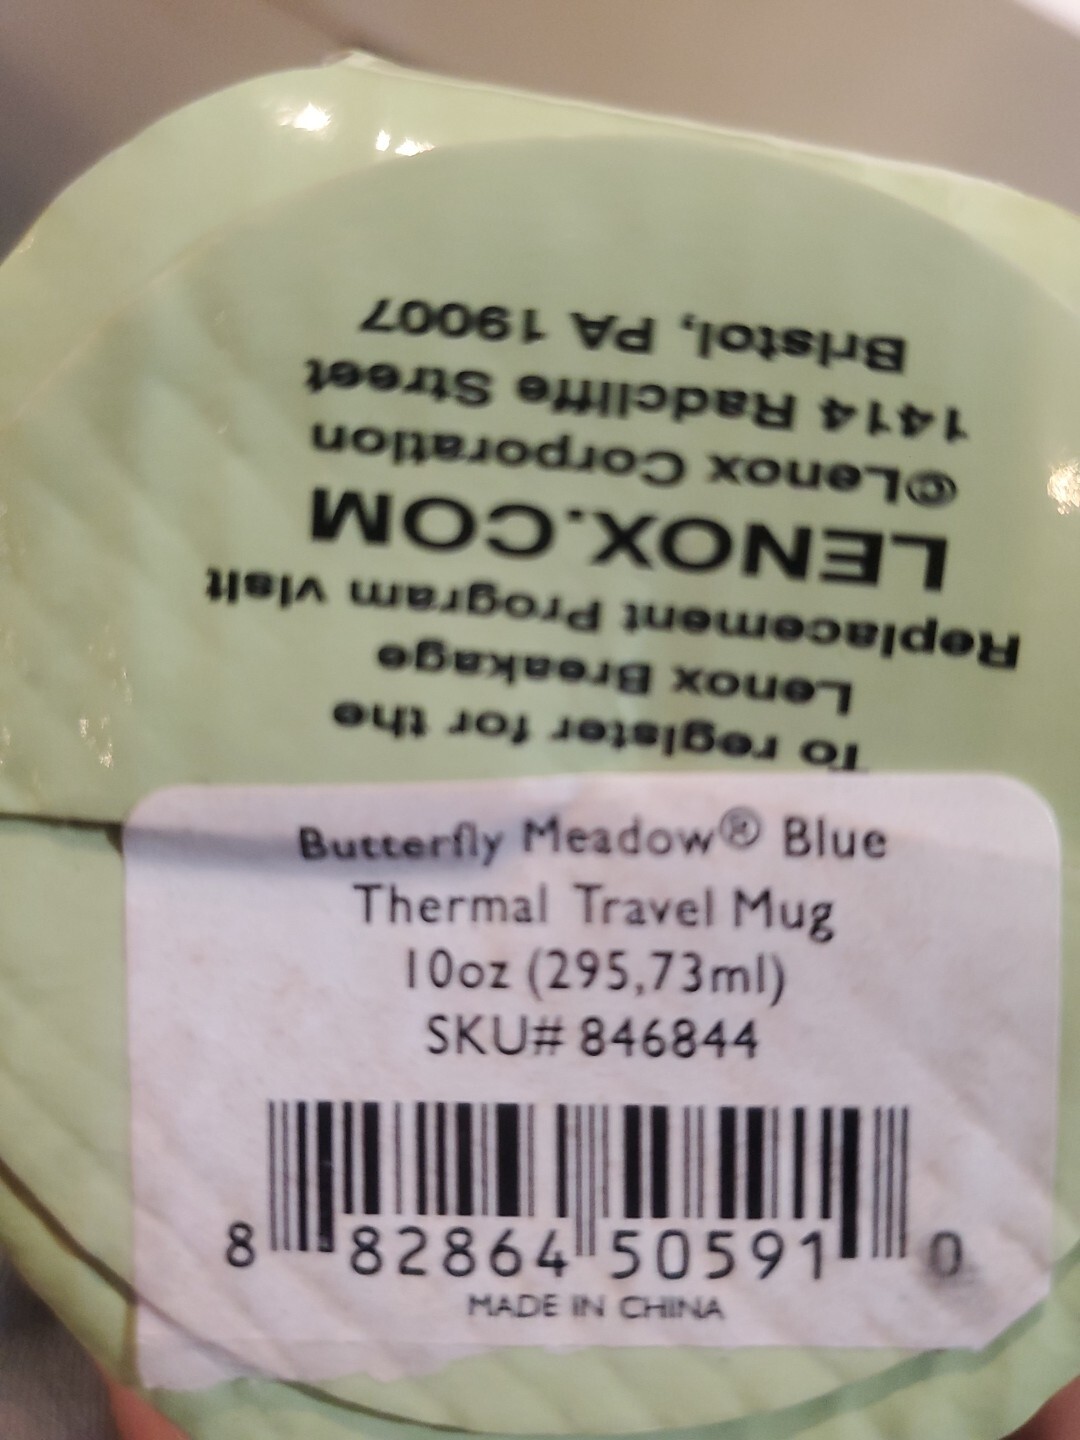 To register for the
Lenox Breakage
Replacement Program visit
LENOX.COM
©Lenox Corporation
1414 Radcliffe Street
Bristol, PA 19007
Butterfly Meadow® Blue
Thermal Travel Mug
10oz (295,73ml)
SKU# 846844
8 82864 50591 0
MADE IN CHINA